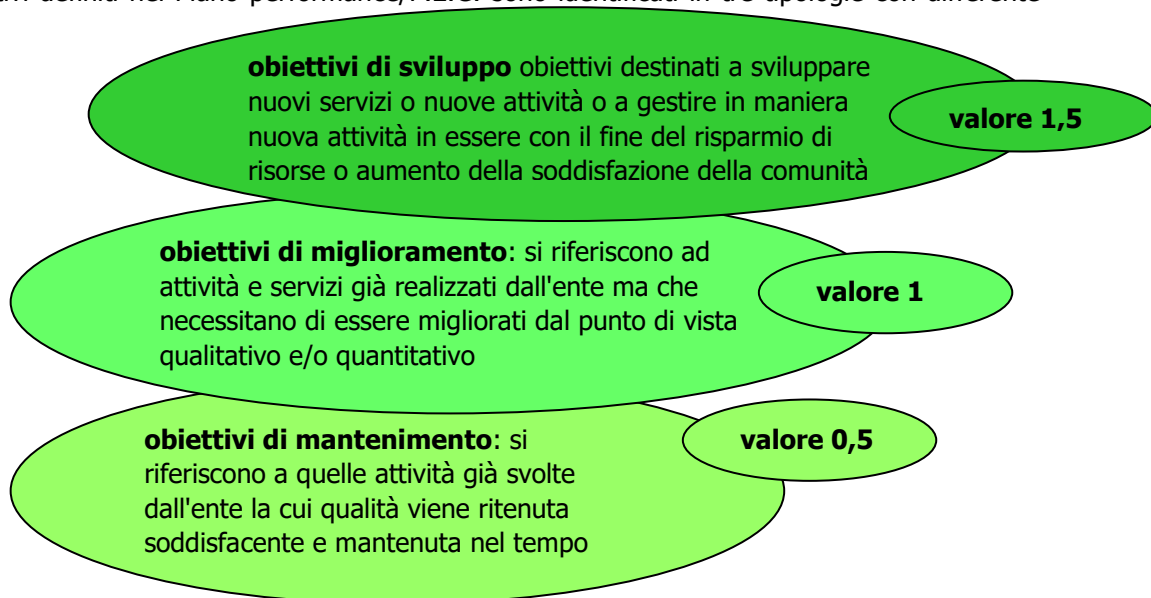 obiettivi di sviluppo obiettivi destinati a sviluppare
nuovi servizi o nuove attività o a gestire in maniera
nuova attività in essere con il fine del risparmio di
risorse o aumento della soddisfazione della comunità
valore 1,5
obiettivi di miglioramento: si riferiscono ad
attività e servizi già realizzati dall'ente ma che
necessitano di essere migliorati dal punto di vista
qualitativo e/o quantitativo
valore 1
obiettivi di mantenimento: si
riferiscono a quelle attività già svolte
dall'ente la cui qualità viene ritenuta
soddisfacente e mantenuta nel tempo
valore 0,5